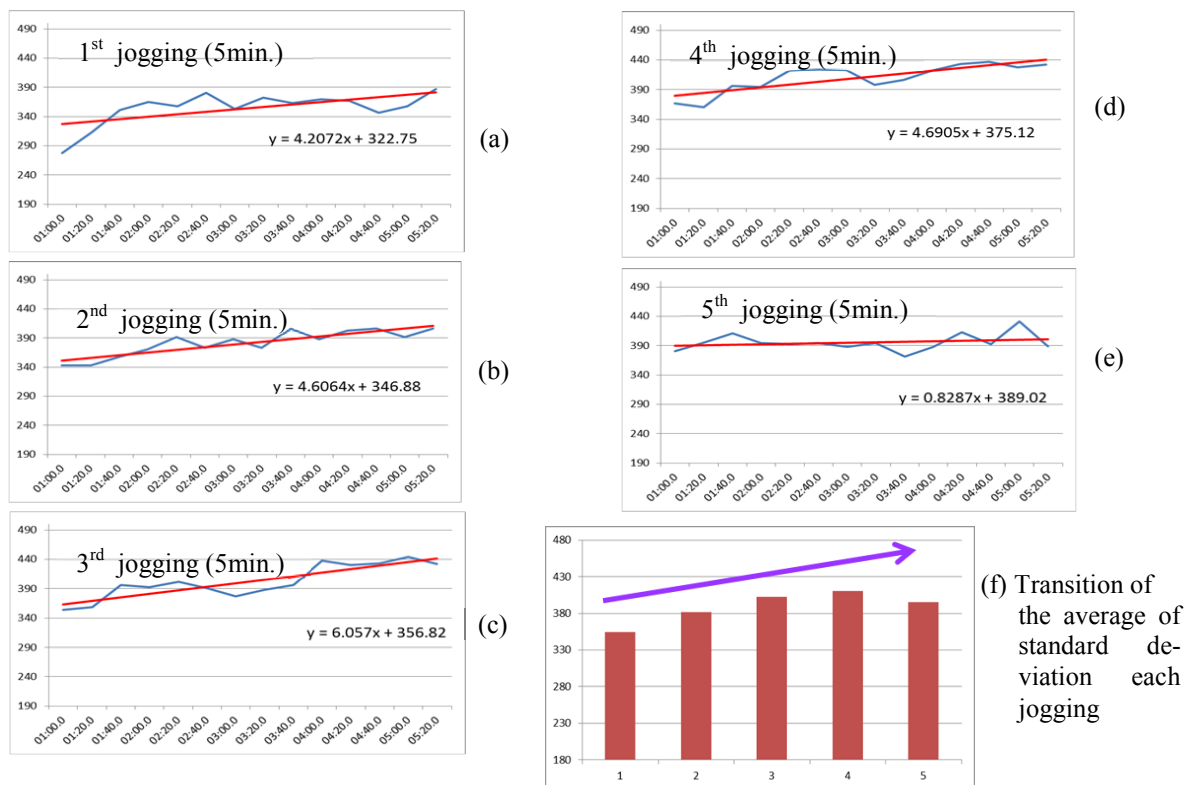 1st jogging (5min.)
490
440
390
340
290
240
190
y = 4.2072x + 322.75
01:00.0 01:20.0 01:40.0 02:00.0 02:20.0 02:40.0 03:00.0 03:20.0 03:40.0 04:00.0 04:20.0 04:40.0 05:00.0 05:20.0
(a)
2nd jogging (5min.)
490
440
390
340
290
240
190
y = 4.6064x + 346.88
01:00.0 01:20.0 01:40.0 02:00.0 02:20.0 02:40.0 03:00.0 03:20.0 03:40.0 04:00.0 04:20.0 04:40.0 05:00.0 05:20.0
(b)
3rd jogging (5min.)
490
440
390
340
290
240
190
y = 6.057x + 356.82
01:00.0 01:20.0 01:40.0 02:00.0 02:20.0 02:40.0 03:00.0 03:20.0 03:40.0 04:00.0 04:20.0 04:40.0 05:00.0 05:20.0
(c)
4th jogging (5min.)
490
440
390
340
290
240
190
y = 4.6905x + 375.12
01:00.0 01:20.0 01:40.0 02:00.0 02:20.0 02:40.0 03:00.0 03:20.0 03:40.0 04:00.0 04:20.0 04:40.0 05:00.0 05:20.0
(d)
5th jogging (5min.)
490
440
390
340
290
240
190
y = 0.8287x + 389.02
01:00.0 01:20.0 01:40.0 02:00.0 02:20.0 02:40.0 03:00.0 03:20.0 03:40.0 04:00.0 04:20.0 04:40.0 05:00.0 05:20.0
(e)
480
430
380
330
280
230
180
1 2 3 4 5
(f) Transition of
the average of
standard de-
viation each
jogging